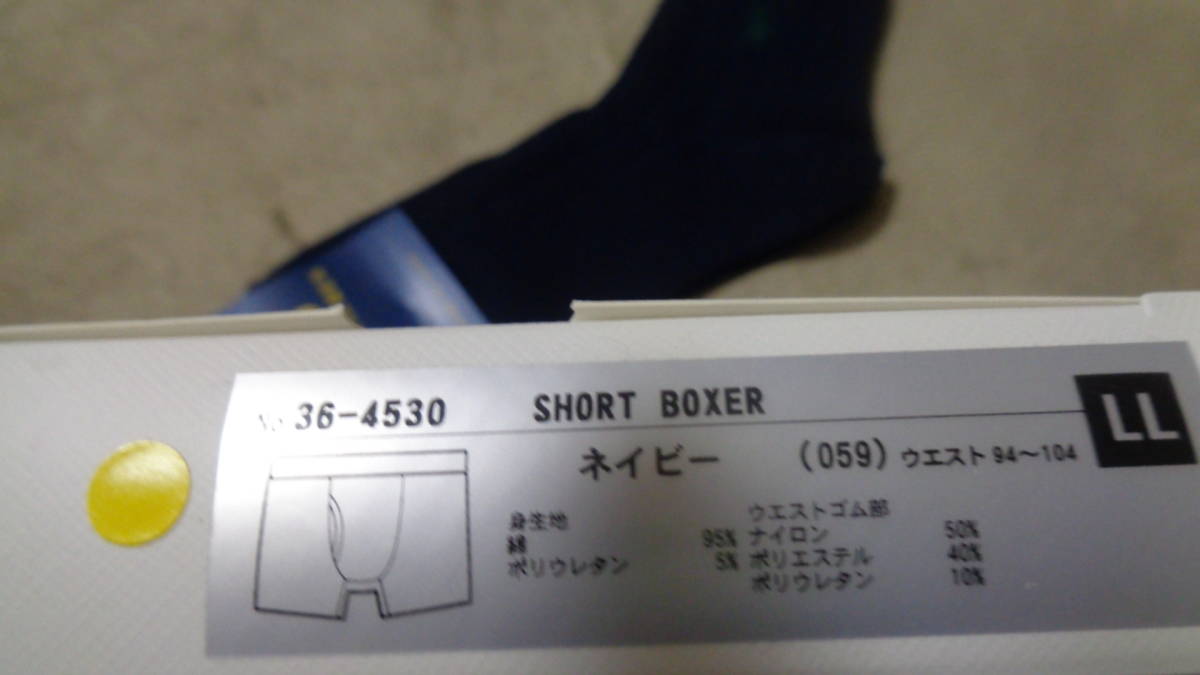 No 36-4530 SHORT BOXER LL
ネイビー (059) ウエスト 94〜104
身生地
綿 95%
ポリウレタン 5%
ウエストゴム部
ナイロン 50%
ポリエステル 40%
ポリウレタン 10%